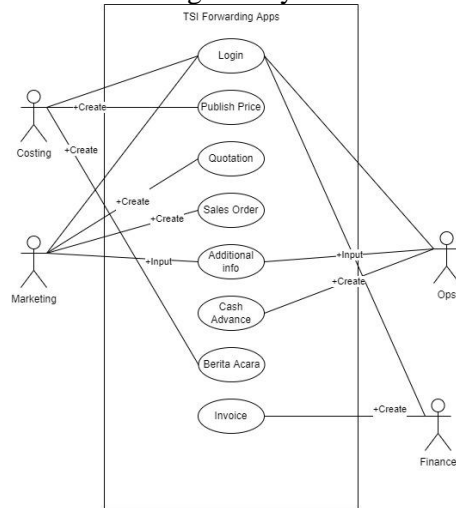 TSI Forwarding Apps
Login
Publish Price
Quotation
Sales Order
Additional
info
Cash
Advance
Berita Acara
Invoice
Costing
Marketing
Ops
Finance
+Create
+Create
+Create
+Create
+Input
+Input
+Create
+Create